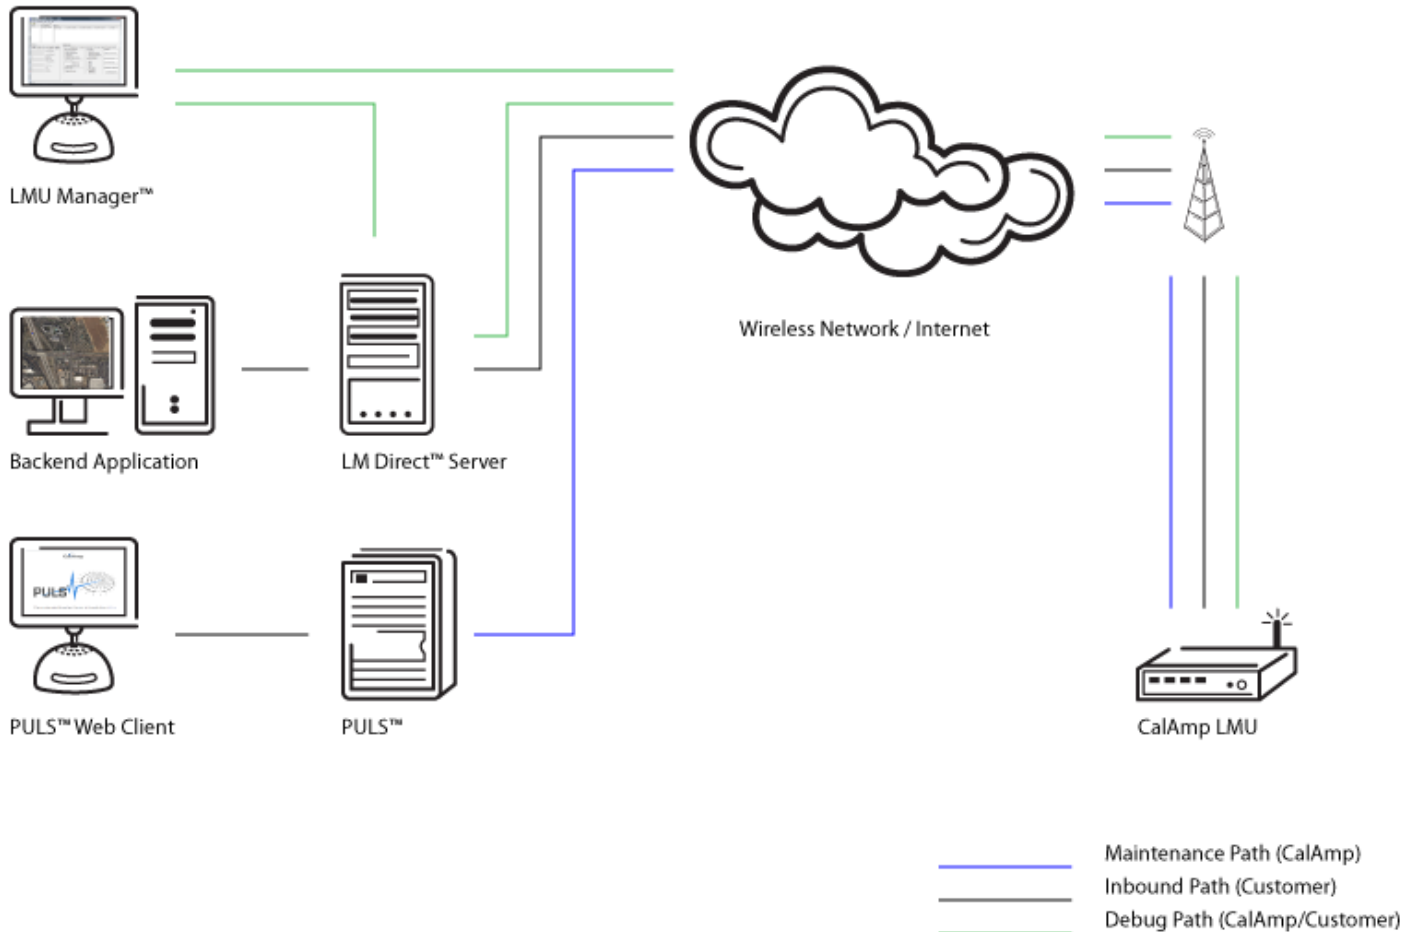 LMU Manager™
Wireless Network / Internet
Backend Application
LM Direct™ Server
PULS
PULS™ Web Client
PULS™
CalAmp LMU
Maintenance Path (CalAmp)
Inbound Path (Customer)
Debug Path (CalAmp/Customer)